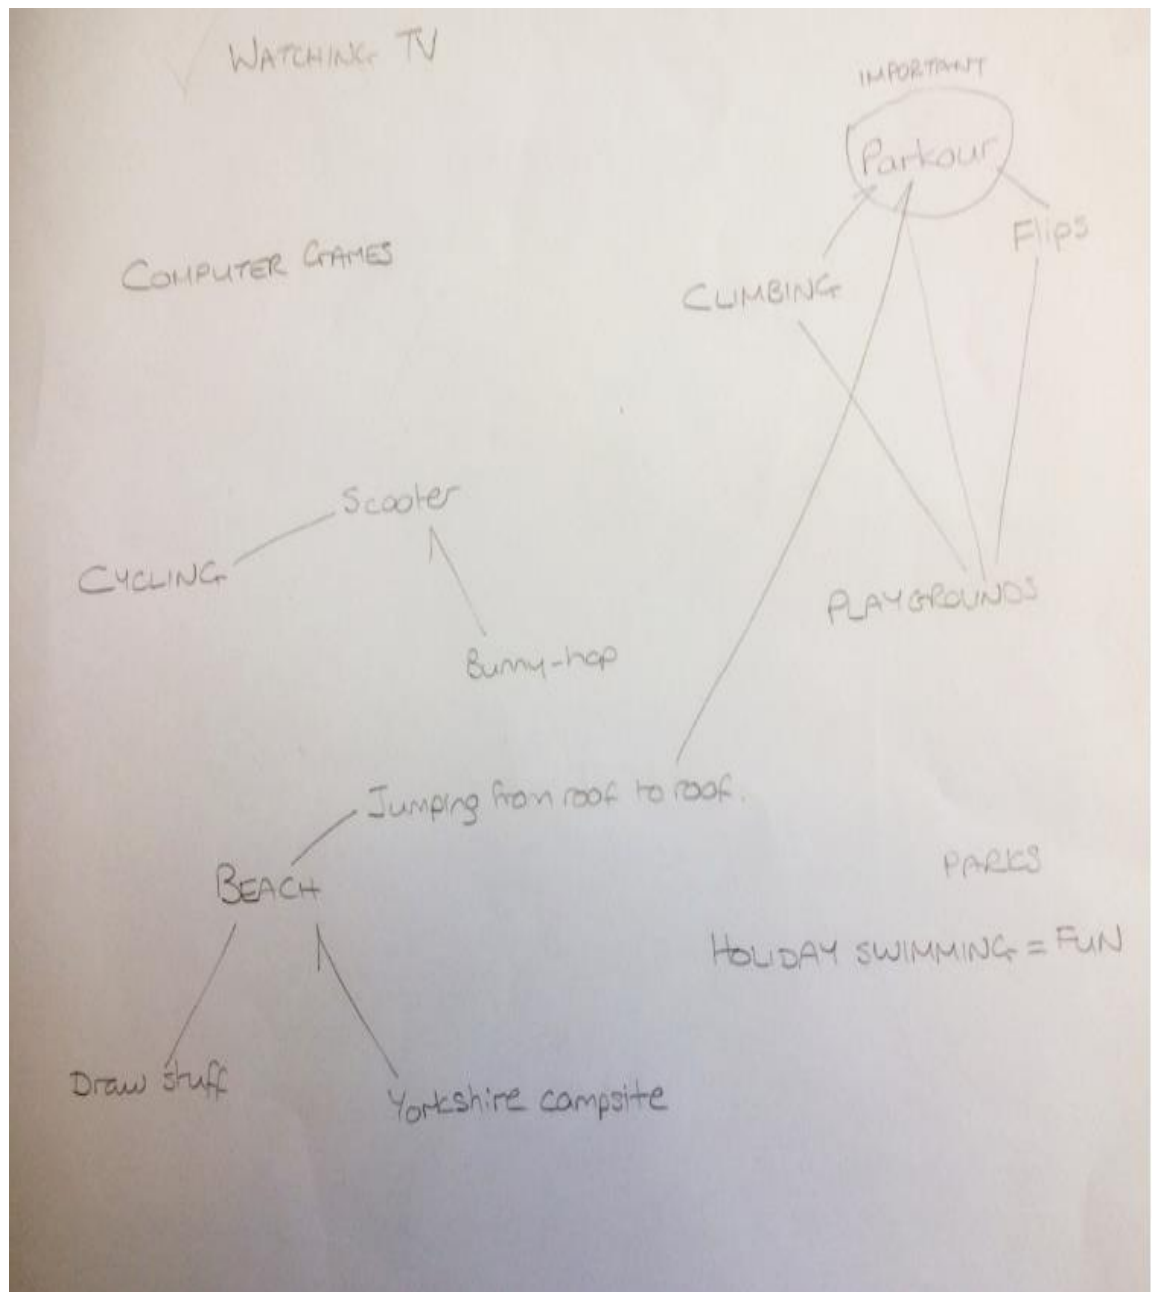 WATCHING TV
IMPORTANT
Parkour
Flips
COMPUTER GAMES
CLIMBING
Scooter
CYCLING
PLAYGROUNDS
Bunny-hop
Jumping from roof to roof.
BEACH
PARKS
HOLIDAY SWIMMING = FUN
Draw stuff
Yorkshire campsite